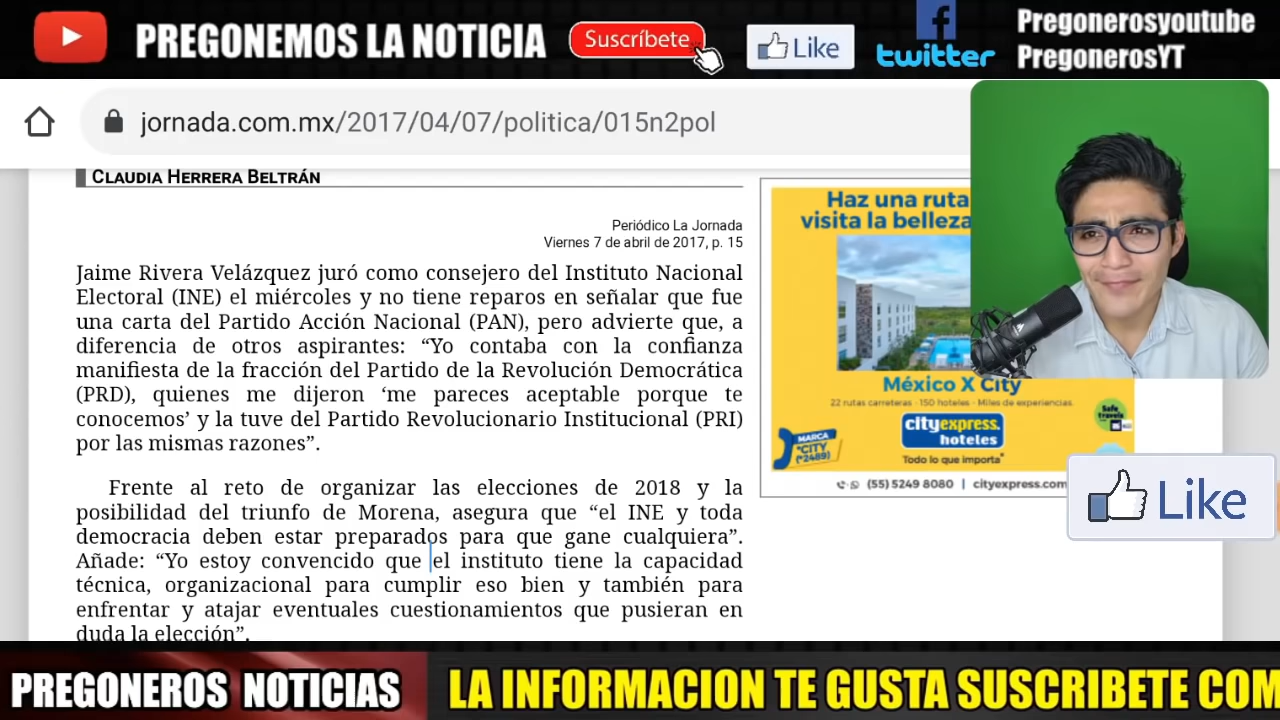 PREGONEMOS LA NOTICIA
Suscríbete
Like
twitter
Pregonerosyoutube
PregonerosYT
jornada.com.mx/2017/04/07/politica/015n2pol
CLAUDIA HERRERA BELTRÁN
Periódico La Jornada
Viernes 7 de abril de 2017, p. 15
Jaime Rivera Velázquez juró como consejero del Instituto Nacional
Electoral (INE) el miércoles y no tiene reparos en señalar que fue
una carta del Partido Acción Nacional (PAN), pero advierte que, a
diferencia de otros aspirantes: “Yo contaba con la confianza
manifiesta de la fracción del Partido de la Revolución Democrática
(PRD), quienes me dijeron ‘me pareces aceptable porque te
conocemos’ y la tuve del Partido Revolucionario Institucional (PRI)
por las mismas razones”.
Frente al reto de organizar las elecciones de 2018 y la
posibilidad del triunfo de Morena, asegura que “el INE y toda
democracia deben estar preparados para que gane cualquiera”.
Añade: “Yo estoy convencido que el instituto tiene la capacidad
técnica, organizacional para cumplir eso bien y también para
enfrentar y atajar eventuales cuestionamientos que pusieran en
duda la elección”.
Haz una ruta
visita la belleza
México X City
22 rutas carreteras · 150 hoteles · Miles de experiencias.
cityexpress.
hoteles
Todo lo que importa*
MARCA
*CITY
(*2489)
Safe
travels
(55) 5249 8080 | cityexpress.com
Like
PREGONEROS NOTICIAS
LA INFORMACION TE GUSTA SUSCRIBETE COM